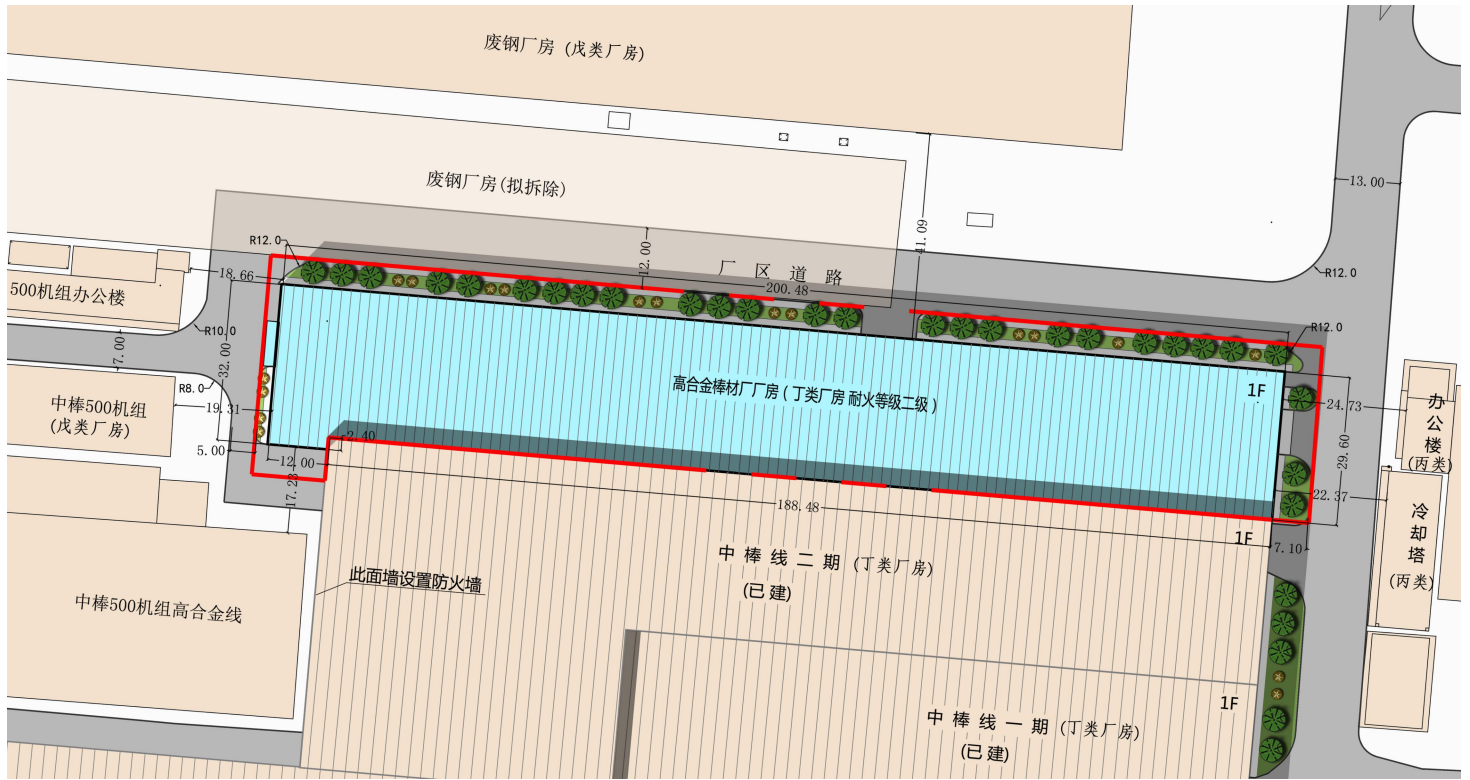 废钢厂房 (戊类厂房)
废钢厂房(拟拆除)
13.00
41.09
R12.0
12.00
厂 区 道 路
200.48
R12.0
18.66
500机组办公楼
R10.0
7.00
32.00
R8.0
R12.0
高合金棒材厂厂房 ( 丁类厂房 耐火等级二级 )
1F
24.73
办公楼
(丙类)
中棒500机组
(戊类厂房)
19.31
5.00
12.00
2.40
17.23
29.60
22.37
188.48
1F
7.10
冷却塔
(丙类)
中 棒 线 二 期 (丁类厂房)
(已 建)
此面墙设置防火墙
中棒500机组高合金线
1F
中 棒 线 一 期 (丁类厂房)
(已 建)